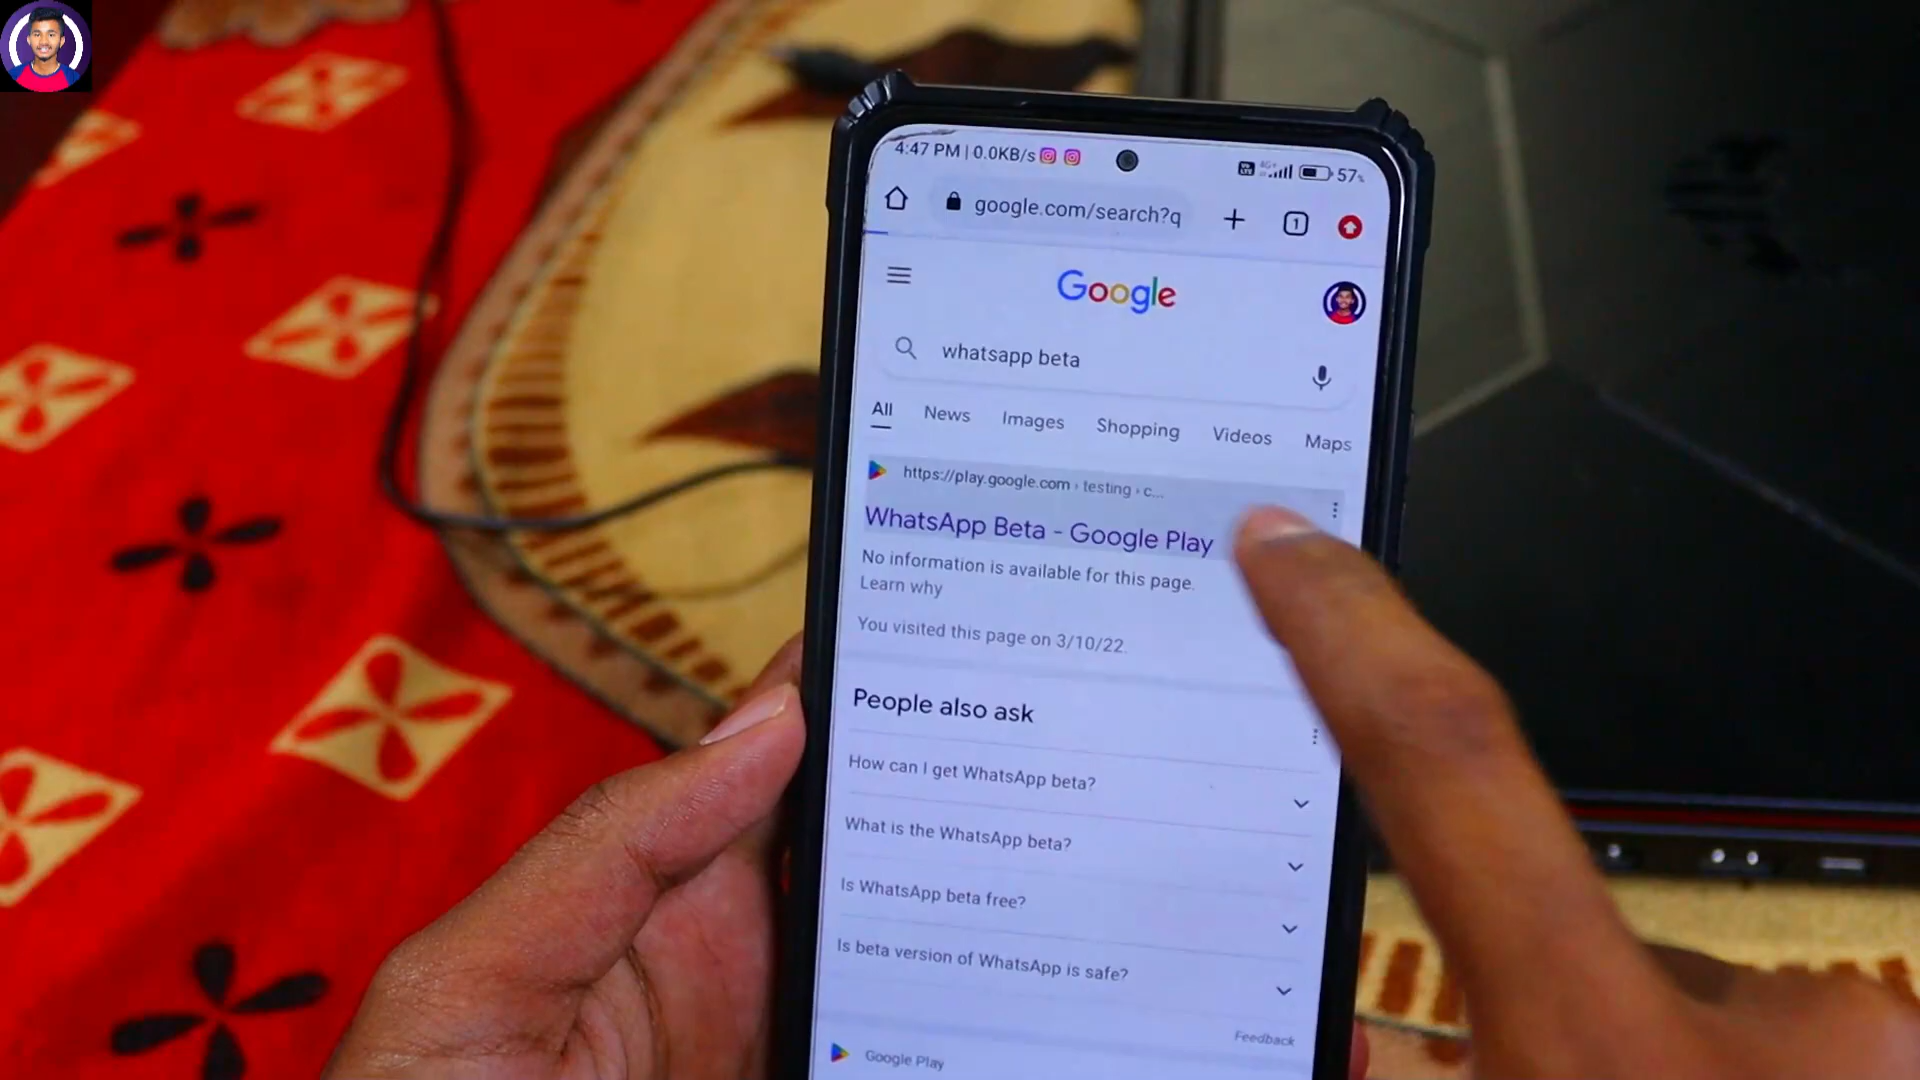 4:47 PM | 0.0KB/s 57%
google.com/search?q 1
Google
whatsapp beta
All News Images Shopping Videos Maps
https://play.google.com › testing › c...
WhatsApp Beta - Google Play
No information is available for this page.
Learn why
You visited this page on 3/10/22.
People also ask
How can I get WhatsApp beta?
What is the WhatsApp beta?
Is WhatsApp beta free?
Is beta version of WhatsApp is safe?
Feedback
Google Play